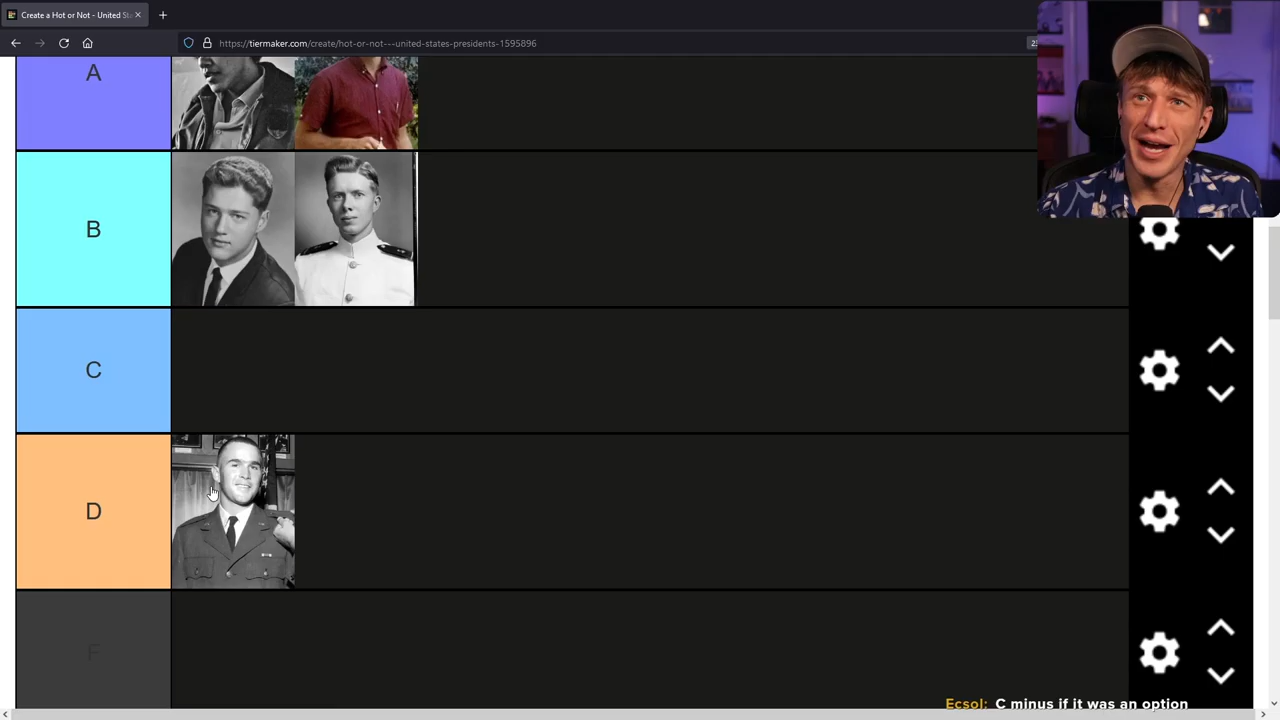 Create a Hot or Not - United St
https://tiermaker.com/create/hot-or-not---united-states-presidents-1595896
A
B
C
D
F
Ecsol: C minus if it was an option